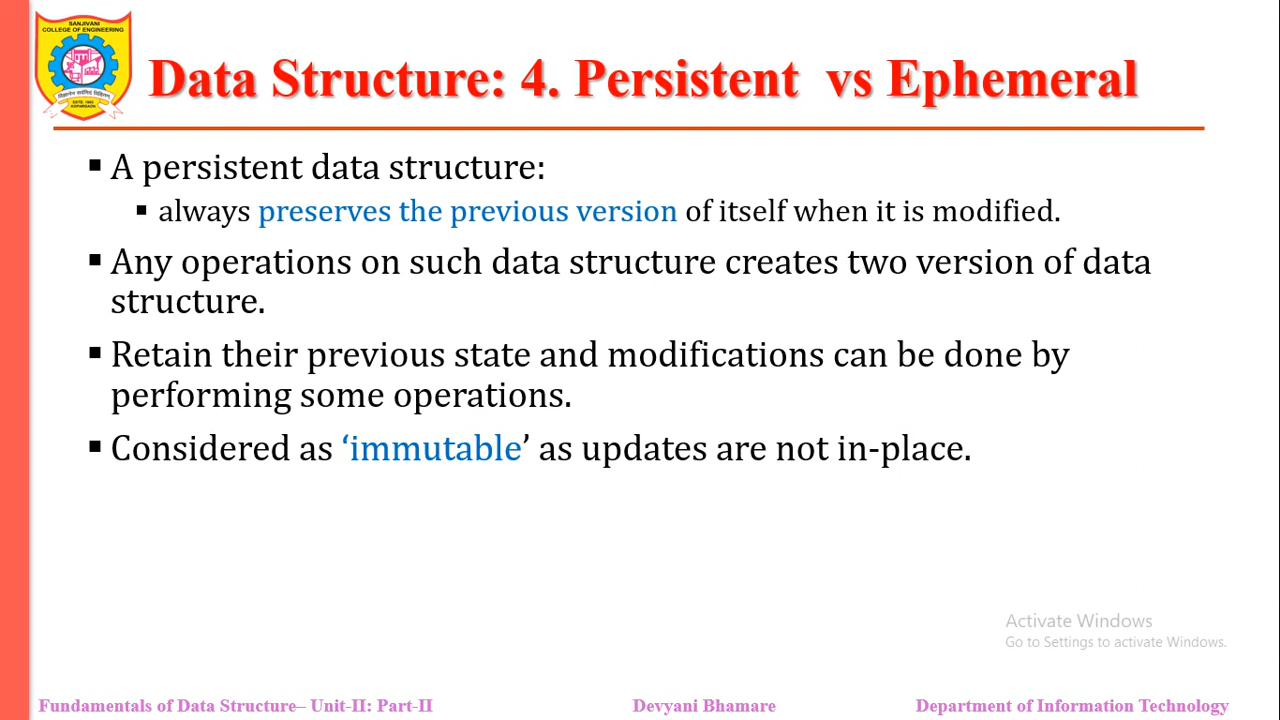 SANJIVANI
COLLEGE OF ENGINEERING
Data Structure: 4. Persistent vs Ephemeral
▪ A persistent data structure:
▪ always preserves the previous version of itself when it is modified.
▪ Any operations on such data structure creates two version of data
structure.
▪ Retain their previous state and modifications can be done by
performing some operations.
▪ Considered as ‘immutable’ as updates are not in-place.
Activate Windows
Go to Settings to activate Windows.
Fundamentals of Data Structure– Unit-II: Part-II
Devyani Bhamare
Department of Information Technology